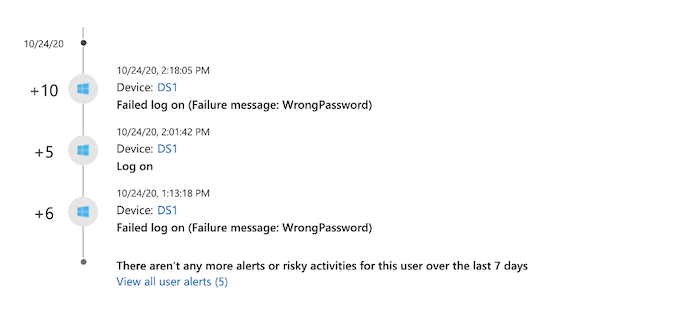 10/24/20
10/24/20, 2:18:05 PM
+10
Device: DS1
Failed log on (Failure message: WrongPassword)
10/24/20, 2:01:42 PM
+5
Device: DS1
Log on
10/24/20, 1:13:18 PM
+6
Device: DS1
Failed log on (Failure message: WrongPassword)
There aren't any more alerts or risky activities for this user over the last 7 days
View all user alerts (5)